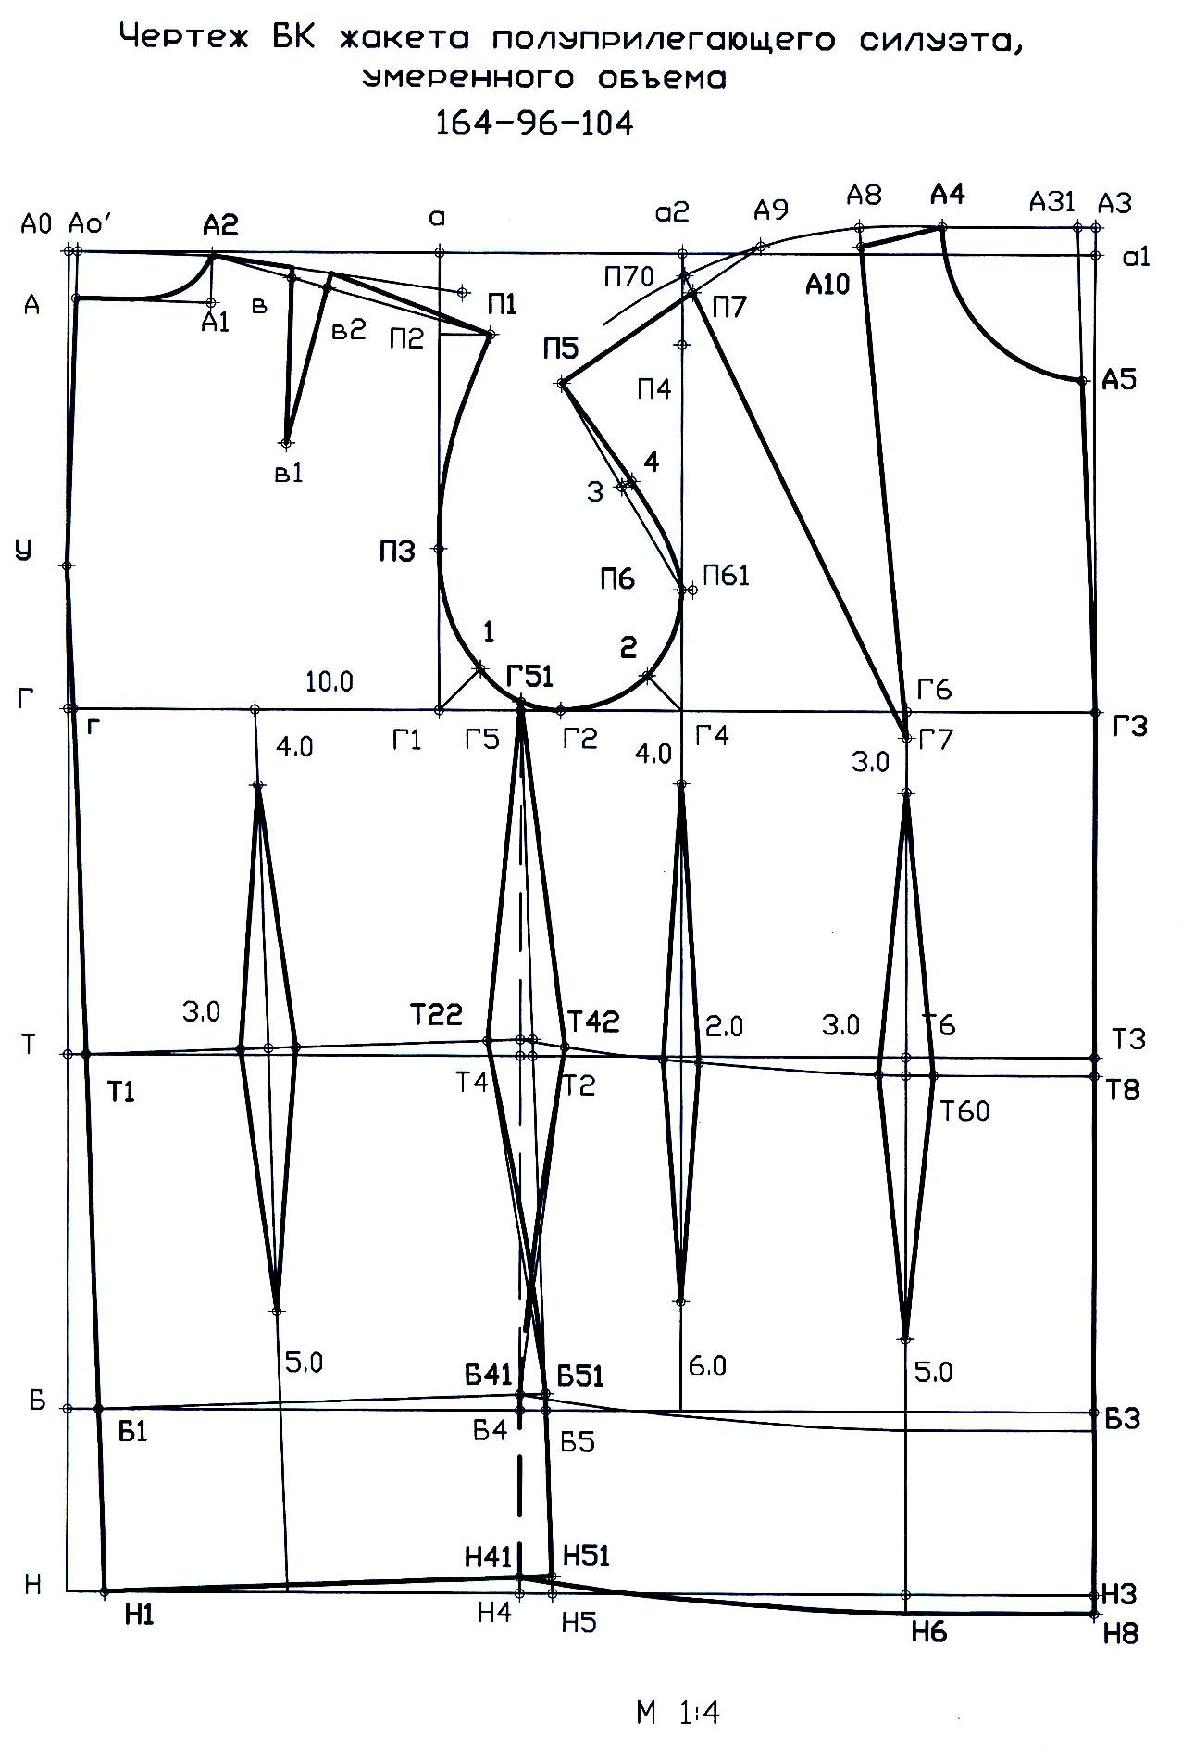 Чертеж БК жакета полуприлегающего силуэта,
умеренного объема
164-96-104
А0 Ао' А2 а а2 А9 А8 А4 А31 А3
а1
П70 А10
А А1 в в2 П2 П1 П7
П5 П4 А5
в1 3 4
У П3 П6 П61
1 2
Г 10.0 Г51 Г6
г Г1 Г5 Г2 Г4 Г7 Г3
4.0 4.0 3.0
3.0 Т22 Т42 2.0 3.0 Т6
Т Т3
Т1 Т4 Т2 Т60 Т8
5.0 Б41 Б51 6.0 5.0
Б Б1 Б4 Б5 Б3
Н41 Н51
Н Н3
Н1 Н4 Н5 Н6 Н8
М 1:4